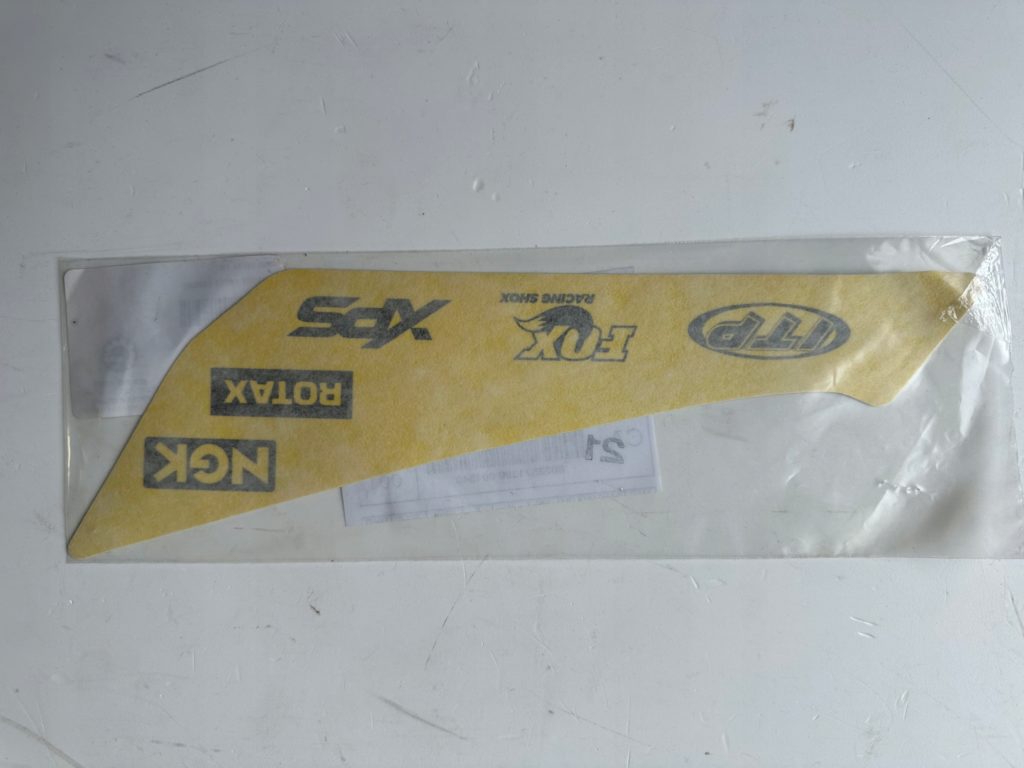 XPS
RACING SHOX
FOX
ITP
ROTAX
NGK
21